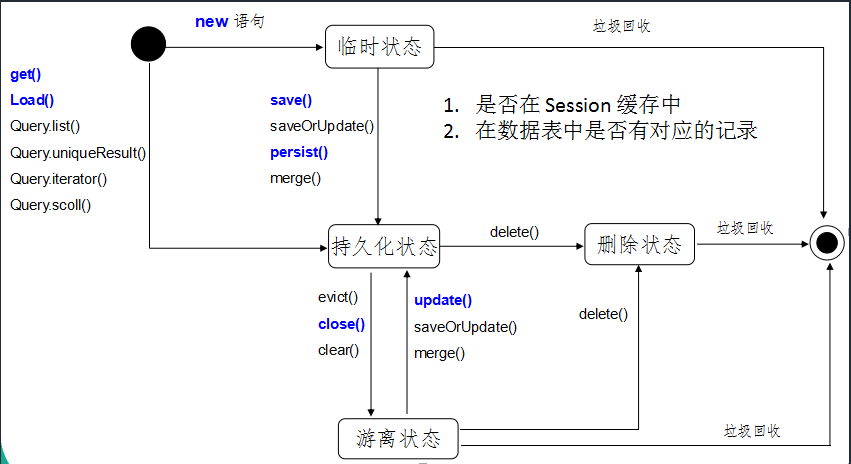 new 语句
临时状态
垃圾回收
get()
Load()
Query.list()
Query.uniqueResult()
Query.iterator()
Query.scoll()
save()
saveOrUpdate()
persist()
merge()
1. 是否在 Session 缓存中
2. 在数据表中是否有对应的记录
持久化状态
delete()
删除状态
垃圾回收
evict()
close()
clear()
update()
saveOrUpdate()
merge()
delete()
游离状态
垃圾回收